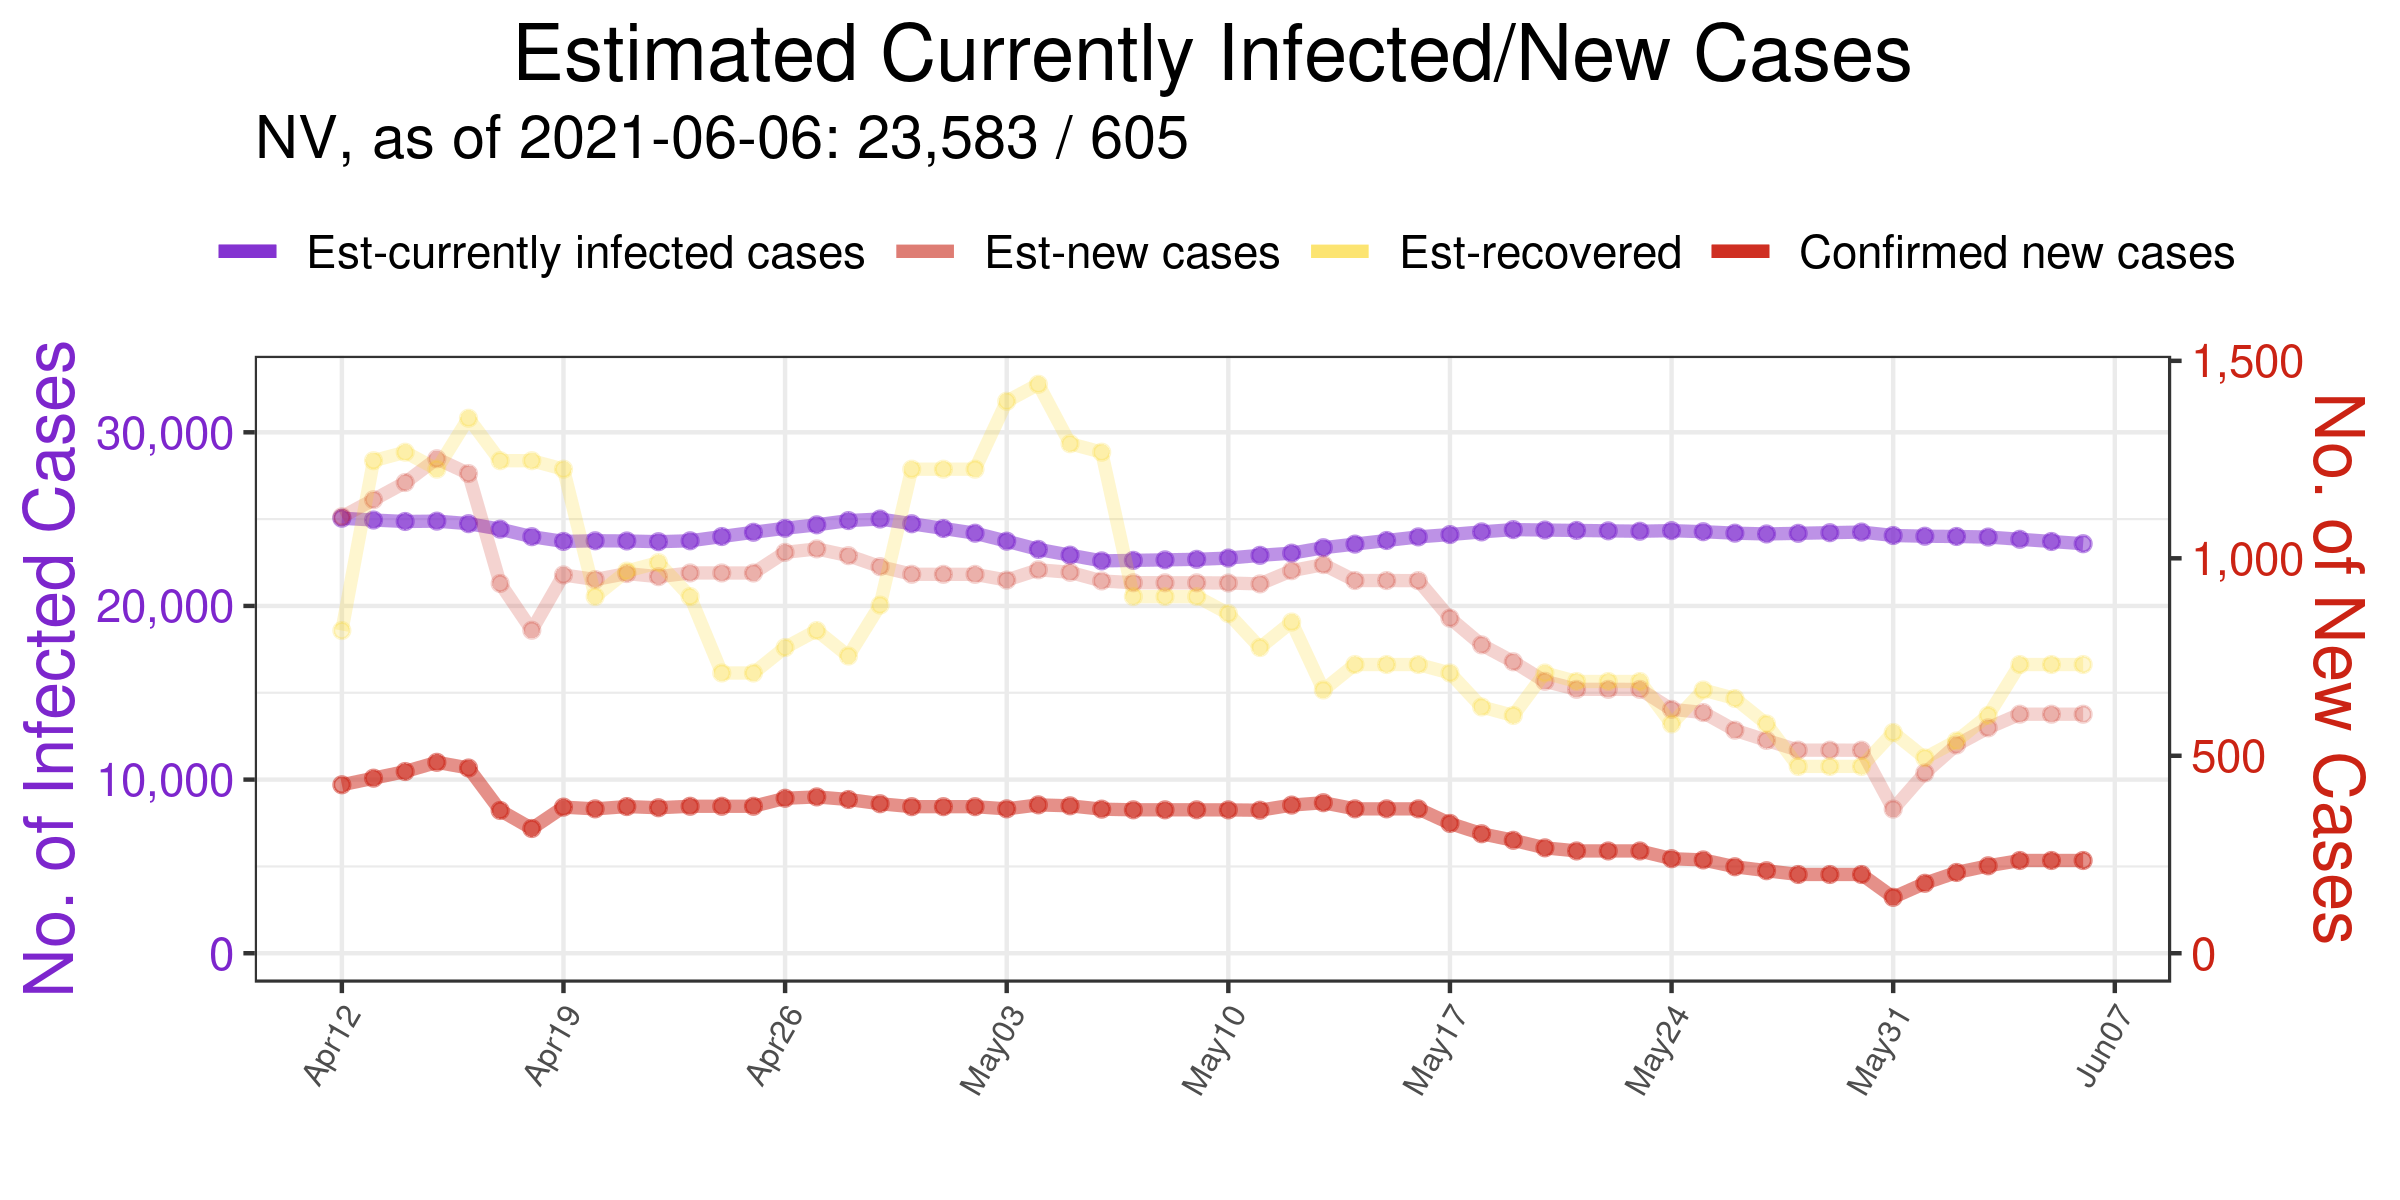 Estimated Currently Infected/New Cases
NV, as of 2021-06-06: 23,583 / 605
Est-currently infected cases Est-new cases Est-recovered Confirmed new cases
No. of Infected Cases
30,000
20,000
10,000
0
1,500
1,000
500
0
No. of New Cases
Apr12 Apr19 Apr26 May03 May10 May17 May24 May31 Jun07